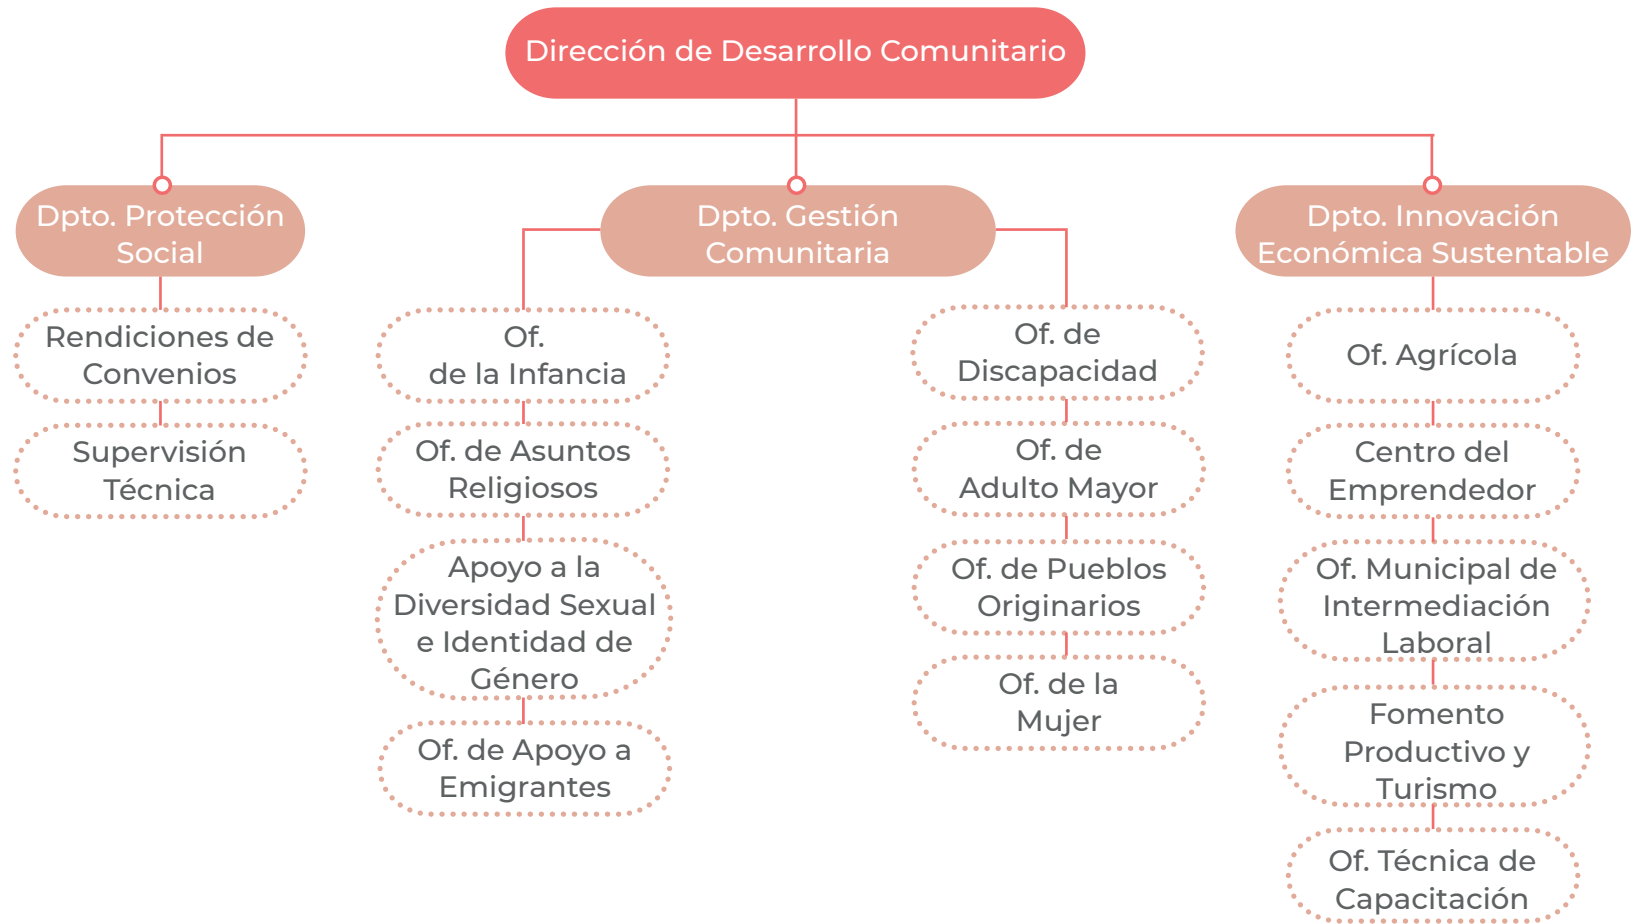 Dirección de Desarrollo Comunitario
Dpto. Protección
Social
Rendiciones de
Convenios
Supervisión
Técnica
Dpto. Gestión
Comunitaria
Of.
de la Infancia
Of. de Asuntos
Religiosos
Apoyo a la
Diversidad Sexual
e Identidad de
Género
Of. de Apoyo a
Emigrantes
Of. de
Discapacidad
Of. de
Adulto Mayor
Of. de Pueblos
Originarios
Of. de la
Mujer
Dpto. Innovación
Económica Sustentable
Of. Agrícola
Centro del
Emprendedor
Of. Municipal de
Intermediación
Laboral
Fomento
Productivo y
Turismo
Of. Técnica de
Capacitación